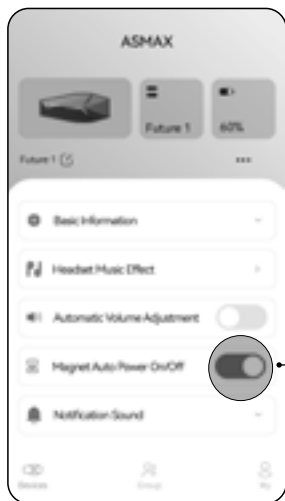 ASMAX
Future 1
60%
Future 1
Basic Information
Headset Music Effect
Automatic Volume Adjustment
Magnet Auto Power On/Off
Notification Sound
Devices
Group
My